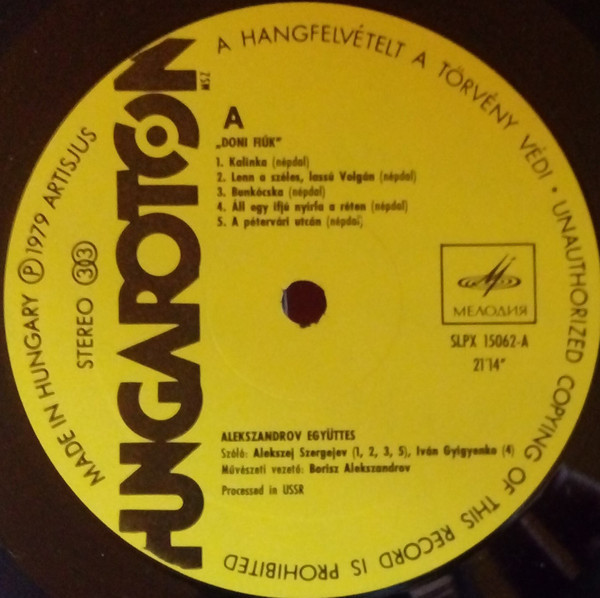 A HANGFELVÉTELT A TÖRVÉNY VÉDI • UNAUTHORIZED COPYING OF THIS RECORD IS PROHIBITED
MADE IN HUNGARY Ⓟ 1979 ARTISJUS
STEREO 33
HUNGAROTON
MSZ
A
„DONI FIÚK"
1. Kalinka (népdal)
2. Lenn a széles, lassú Volgán (népdal)
3. Bunkócska (népdal)
4. Áll egy ifjú nyírfa a réten (népdal)
5. A pétervári utcán (népdal)
МЕЛОДИЯ
SLPX 15062-A
21'14"
ALEKSZANDROV EGYÜTTES
Szóló: Alekszej Szergejev (1, 2, 3, 5), Iván Gyigyenko (4)
Művészeti vezető: Borisz Alekszandrov
Processed in USSR